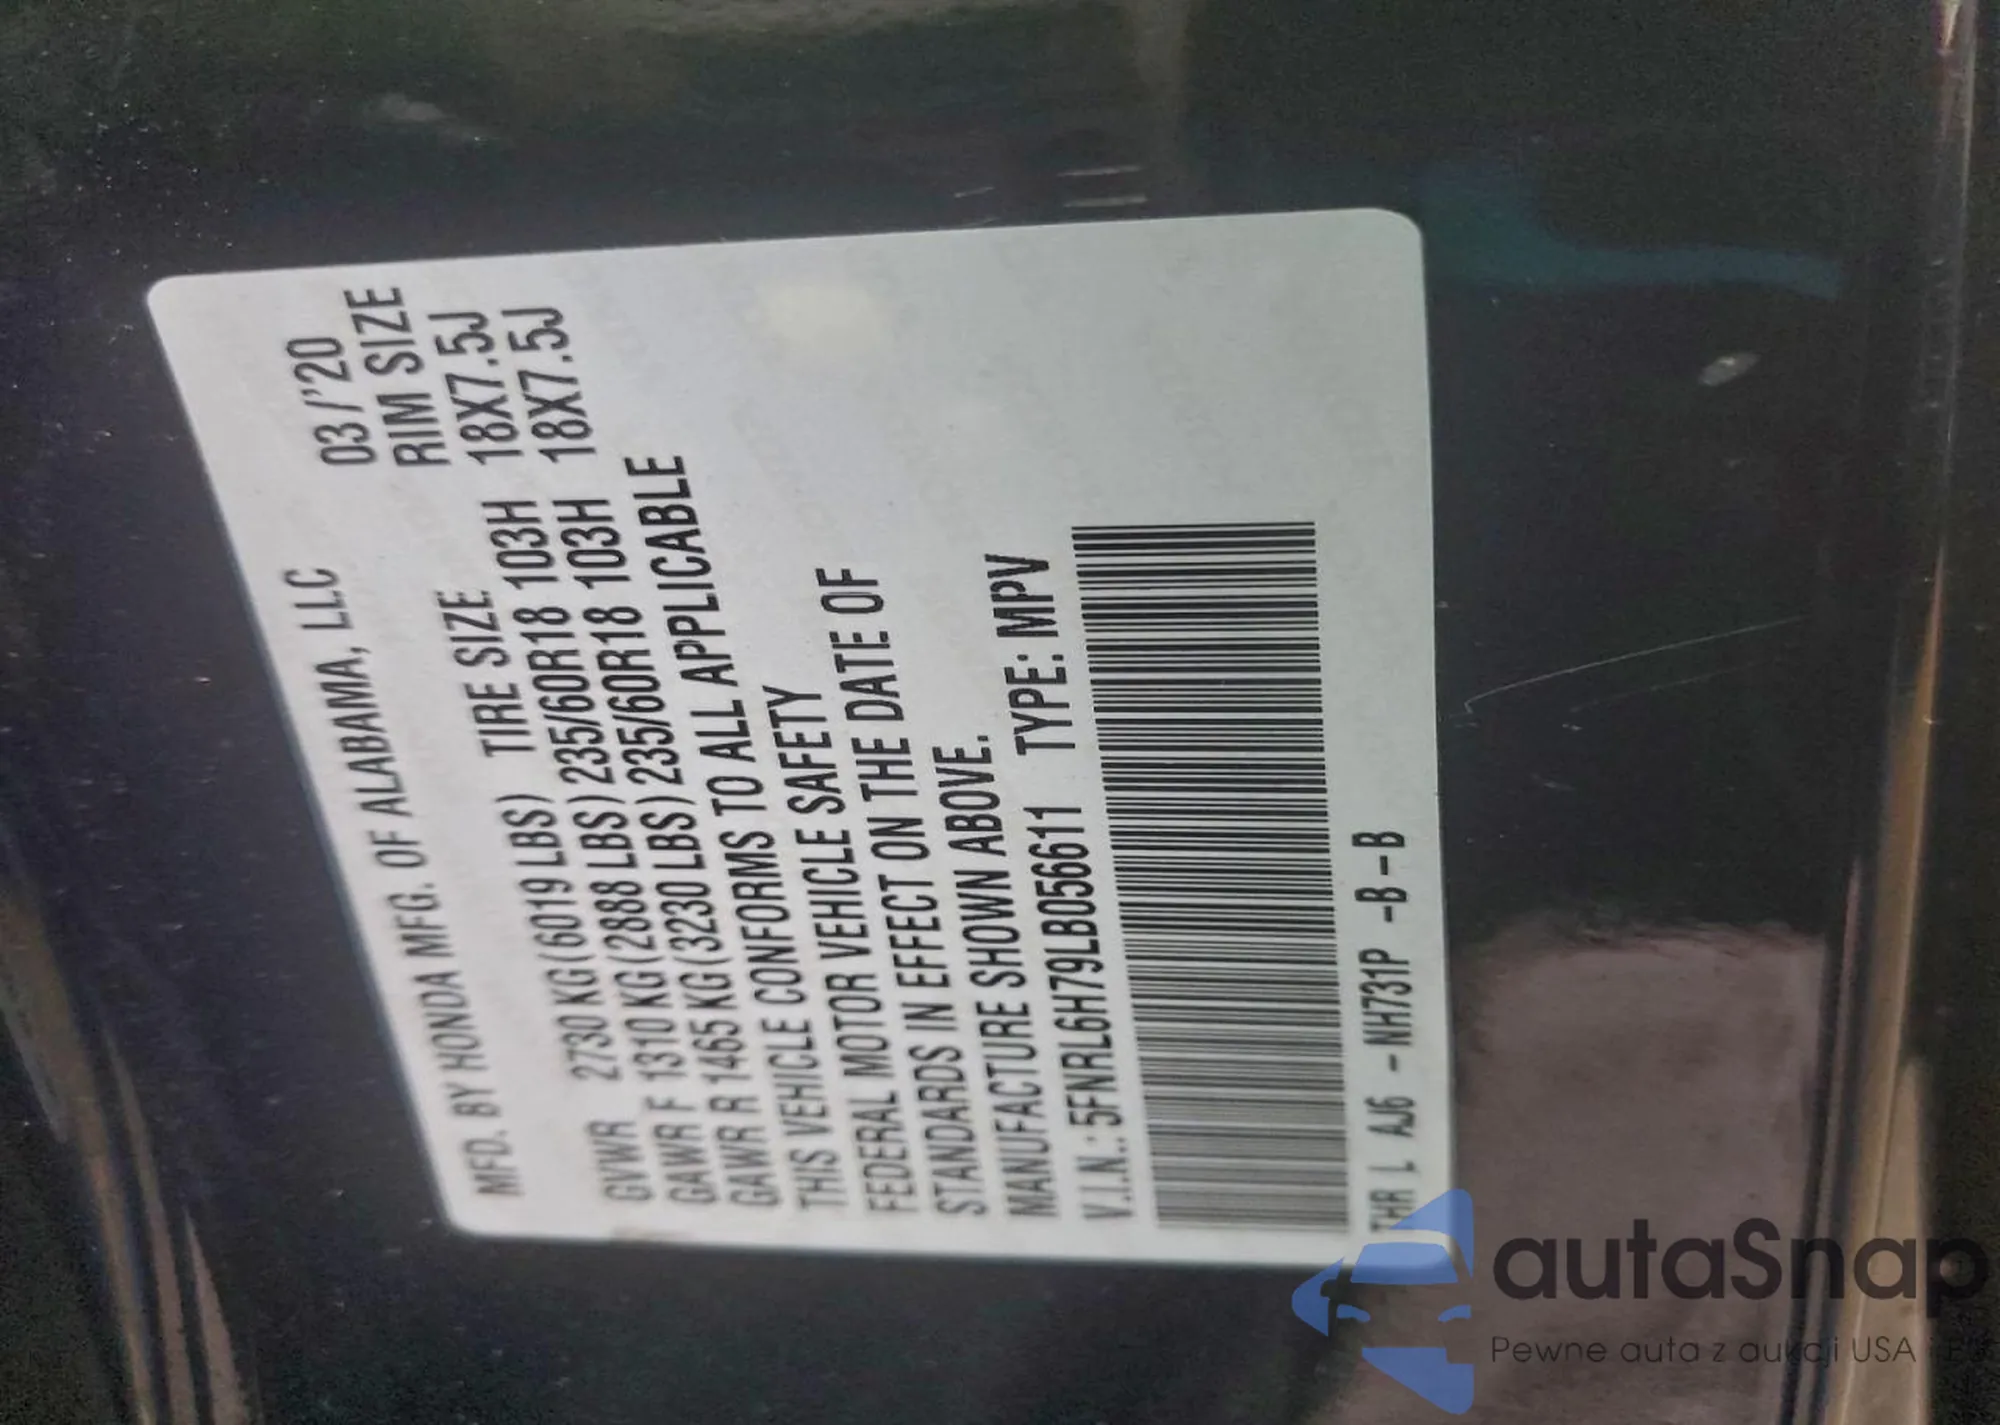 MFD. BY HONDA MFG. OF ALABAMA, LLC 03/'20
TIRE SIZE RIM SIZE
GVWR 2730 KG(6019 LBS)
GAWR F 1310 KG(2888 LBS) 235/60R18 103H 18X7.5J
GAWR R 1465 KG(3230 LBS) 235/60R18 103H 18X7.5J
THIS VEHICLE CONFORMS TO ALL APPLICABLE
FEDERAL MOTOR VEHICLE SAFETY
STANDARDS IN EFFECT ON THE DATE OF
MANUFACTURE SHOWN ABOVE.
V.I.N.: 5FNRL6H79LB056611 TYPE: MPV
THR L AJ6 -NH731P -B-B
autaSnap
Pewne auta z aukcji USA i